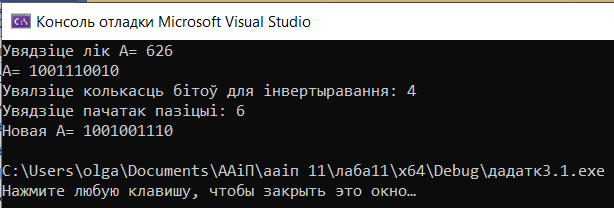 Консоль отладки Microsoft Visual Studio
Увядзіце лік A= 626
A= 1001110010
Увялзіце колькасць бітоў для інвертыравання: 4
Увядзіце пачатак пазіцыі: 6
Новая A= 1001001110
C:\Users\olga\Documents\ААіП\ааіп 11\лаба11\x64\Debug\дадатк3.1.exe
Нажмите любую клавишу, чтобы закрыть это окно…